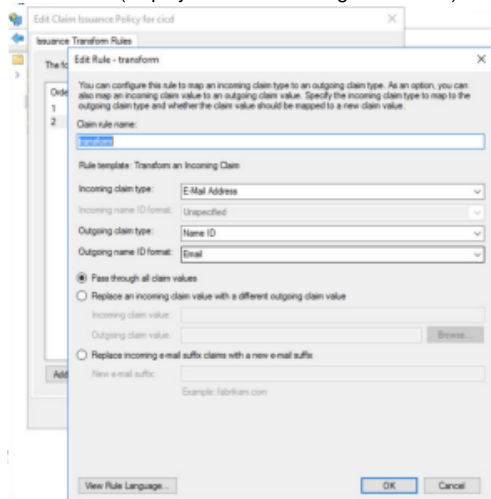 Edit Claim Issuance Policy for cicd
Issuance Transform Rules
Edit Rule - transform
You can configure this rule to map an incoming claim type to an outgoing claim type. As an option, you can
also map an incoming claim value to an outgoing claim value. Specify the incoming claim type to map to the
outgoing claim type and whether the claim value should be mapped to a new claim value.
Claim rule name:
transform
Rule template: Transform an Incoming Claim
1
2
Incoming claim type:
E-Mail Address
Incoming name ID format:
Unspecified
Outgoing claim type:
Name ID
Outgoing name ID format:
Email
Pass through all claim values
Replace an incoming claim value with a different outgoing claim value
Incoming claim value:
Outgoing claim value:
Browse...
Replace incoming e-mail suffix claims with a new e-mail suffix
New e-mail suffix:
Example: fabrikam.com
Add
View Rule Language...
OK
Cancel